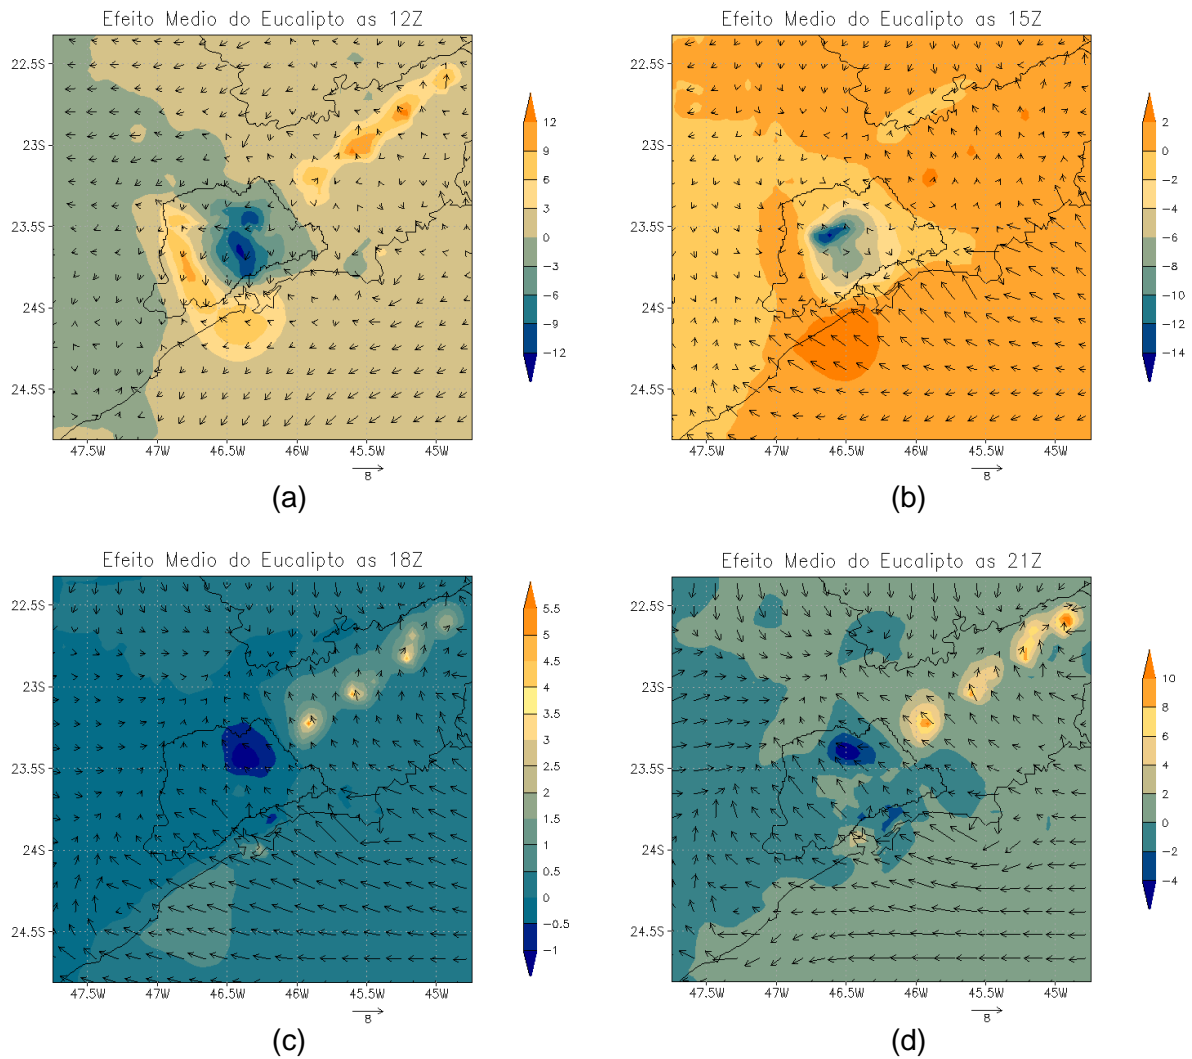 Efeito Medio do Eucalipto as 12Z
22.5S
23S
23.5S
24S
24.5S
47.5W 47W 46.5W 46W 45.5W 45W
8
12
9
6
3
0
−3
−6
−9
−12
(a)
Efeito Medio do Eucalipto as 15Z
22.5S
23S
23.5S
24S
24.5S
47.5W 47W 46.5W 46W 45.5W 45W
8
2
0
−2
−4
−6
−8
−10
−12
−14
(b)
Efeito Medio do Eucalipto as 18Z
22.5S
23S
23.5S
24S
24.5S
47.5W 47W 46.5W 46W 45.5W 45W
8
5.5
5
4.5
4
3.5
3
2.5
2
1.5
1
0.5
0
−0.5
−1
(c)
Efeito Medio do Eucalipto as 21Z
22.5S
23S
23.5S
24S
24.5S
47.5W 47W 46.5W 46W 45.5W 45W
8
10
8
6
4
2
0
−2
−4
(d)